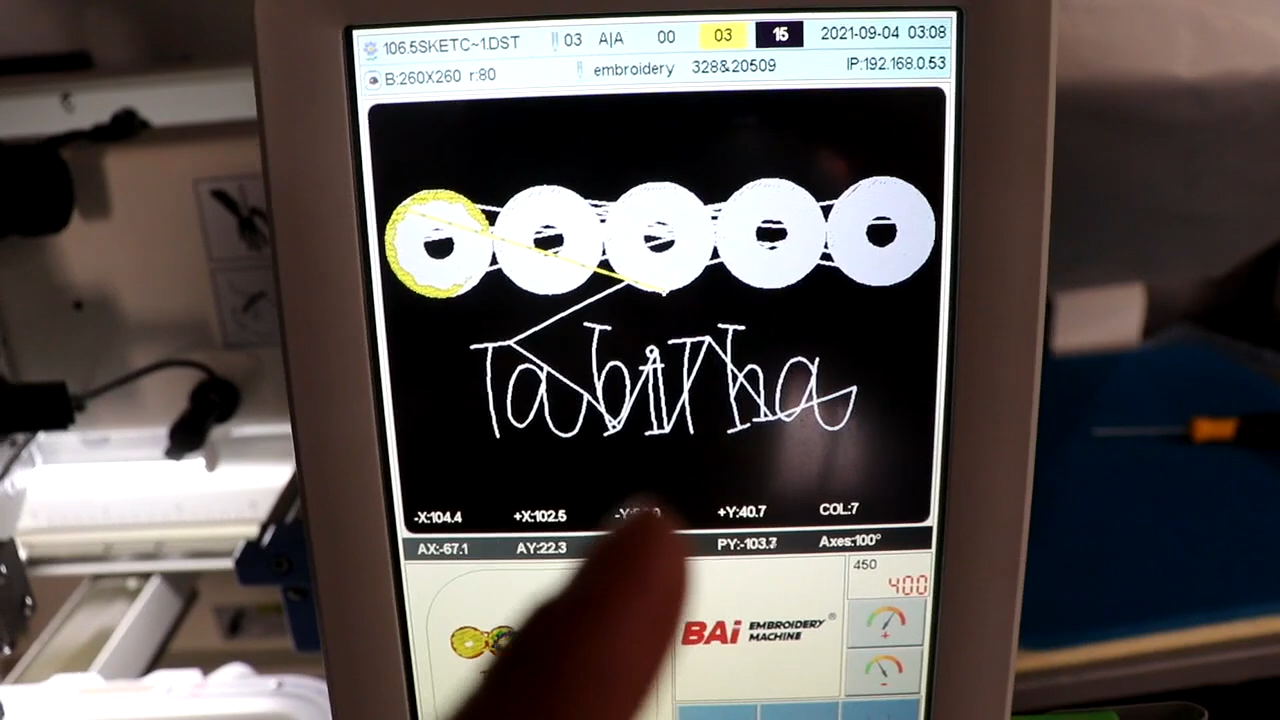 106.5SKETC~1.DST 03 A|A 00 03 15 2021-09-04 03:08
B:260X260 r:80 embroidery 328&20509 IP:192.168.0.53
Tabitha
-X:104.4 +X:102.5 +Y:40.7 COL:7
AX:-67.1 AY:22.3 PY:-103.7 Axes:100°
450
400
BAi EMBROIDERY MACHINE ®
+
-